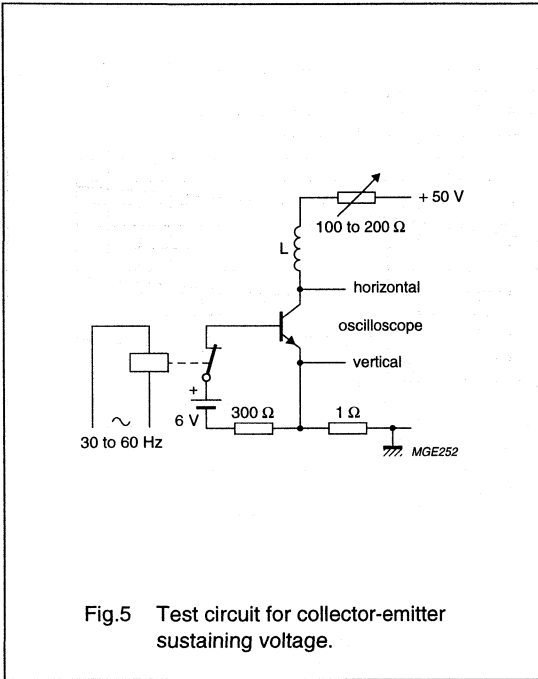 + 50 V
100 to 200 Ω
L
horizontal
oscilloscope
vertical
+
6 V
300 Ω
1 Ω
30 to 60 Hz
MGE252
Fig.5 Test circuit for collector-emitter
sustaining voltage.